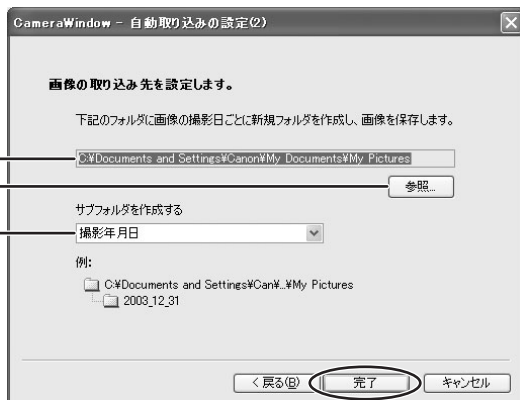 CameraWindow - 自動取り込みの設定(2)
画像の取り込み先を設定します。
下記のフォルダに画像の撮影日ごとに新規フォルダを作成し、画像を保存します。
C:¥Documents and Settings¥Canon¥My Documents¥My Pictures
参照...
サブフォルダを作成する
撮影年月日
例:
C:¥Documents and Settings¥Can¥...¥My Pictures
2003_12_31
< 戻る(B)
完了
キャンセル